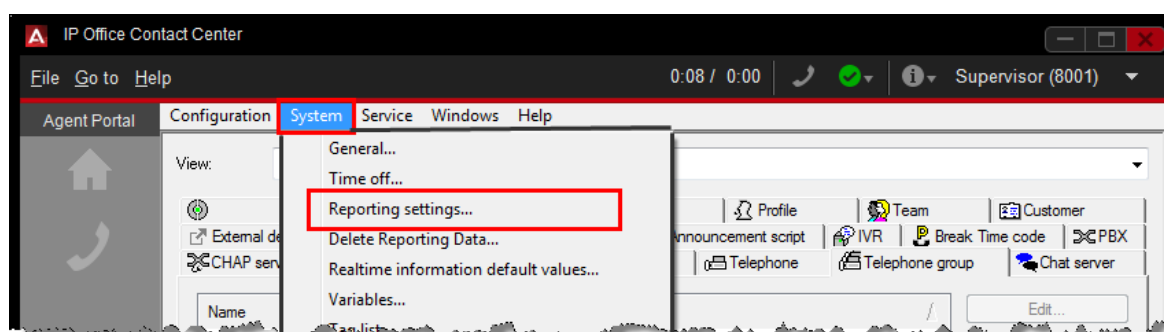 IP Office Contact Center
File Go to Help 0:08 / 0:00 Supervisor (8001)
Agent Portal Configuration System Service Windows Help
View:
General...
Time off...
Reporting settings...
Delete Reporting Data...
Realtime information default values...
Variables...
Profile Team Customer
External de nnouncement script IVR Break Time code PBX
CHAP serv Telephone Telephone group Chat server
Name Edit...